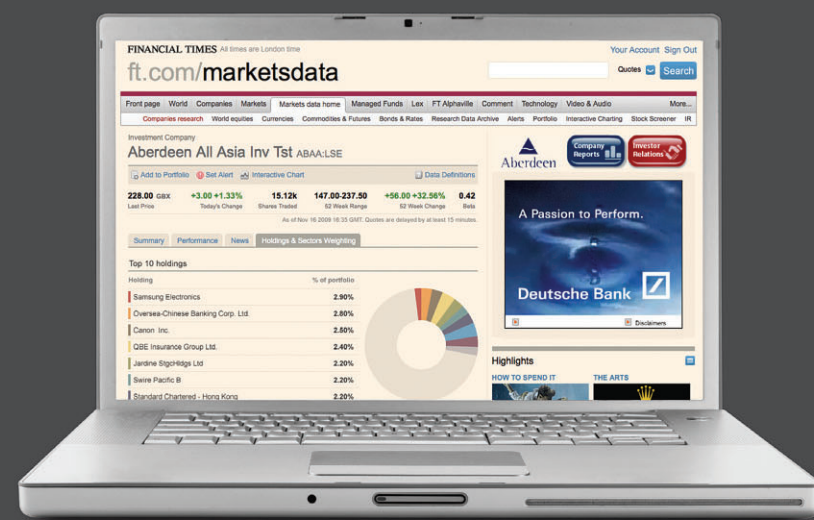 FINANCIAL TIMES All times are London time
Your Account Sign Out
ft.com/marketsdata
Quotes Search
Front page World Companies Markets Markets data home Managed Funds Lex FT Alphaville Comment Technology Video & Audio More...
Companies research World equities Currencies Commodities & Futures Bonds & Rates Research Data Archive Alerts Portfolio Interactive Charting Stock Screener IR
Investment Company
Aberdeen All Asia Inv Tst ABAA:LSE
Add to Portfolio Set Alert Interactive Chart Data Definitions
228.00 GBX +3.00 +1.33% 15.12k 147.00-237.50 +56.00 +32.56% 0.42
Last Price Today's Change Shares Traded 52 Week Range 52 Week Change Beta
As of Nov 16 2009 16:35 GMT. Quotes are delayed by at least 15 minutes.
Summary Performance News Holdings & Sectors Weighting
Top 10 holdings
Holding % of portfolio
Samsung Electronics 2.90%
Oversea-Chinese Banking Corp. Ltd. 2.80%
Canon Inc. 2.50%
QBE Insurance Group Ltd. 2.40%
Jardine StgcHldgs Ltd 2.20%
Swire Pacific B 2.20%
Standard Chartered - Hong Kong 2.20%
Aberdeen
Company Reports
Investor Relations
A Passion to Perform.
Deutsche Bank
Disclaimers
Highlights
HOW TO SPEND IT THE ARTS